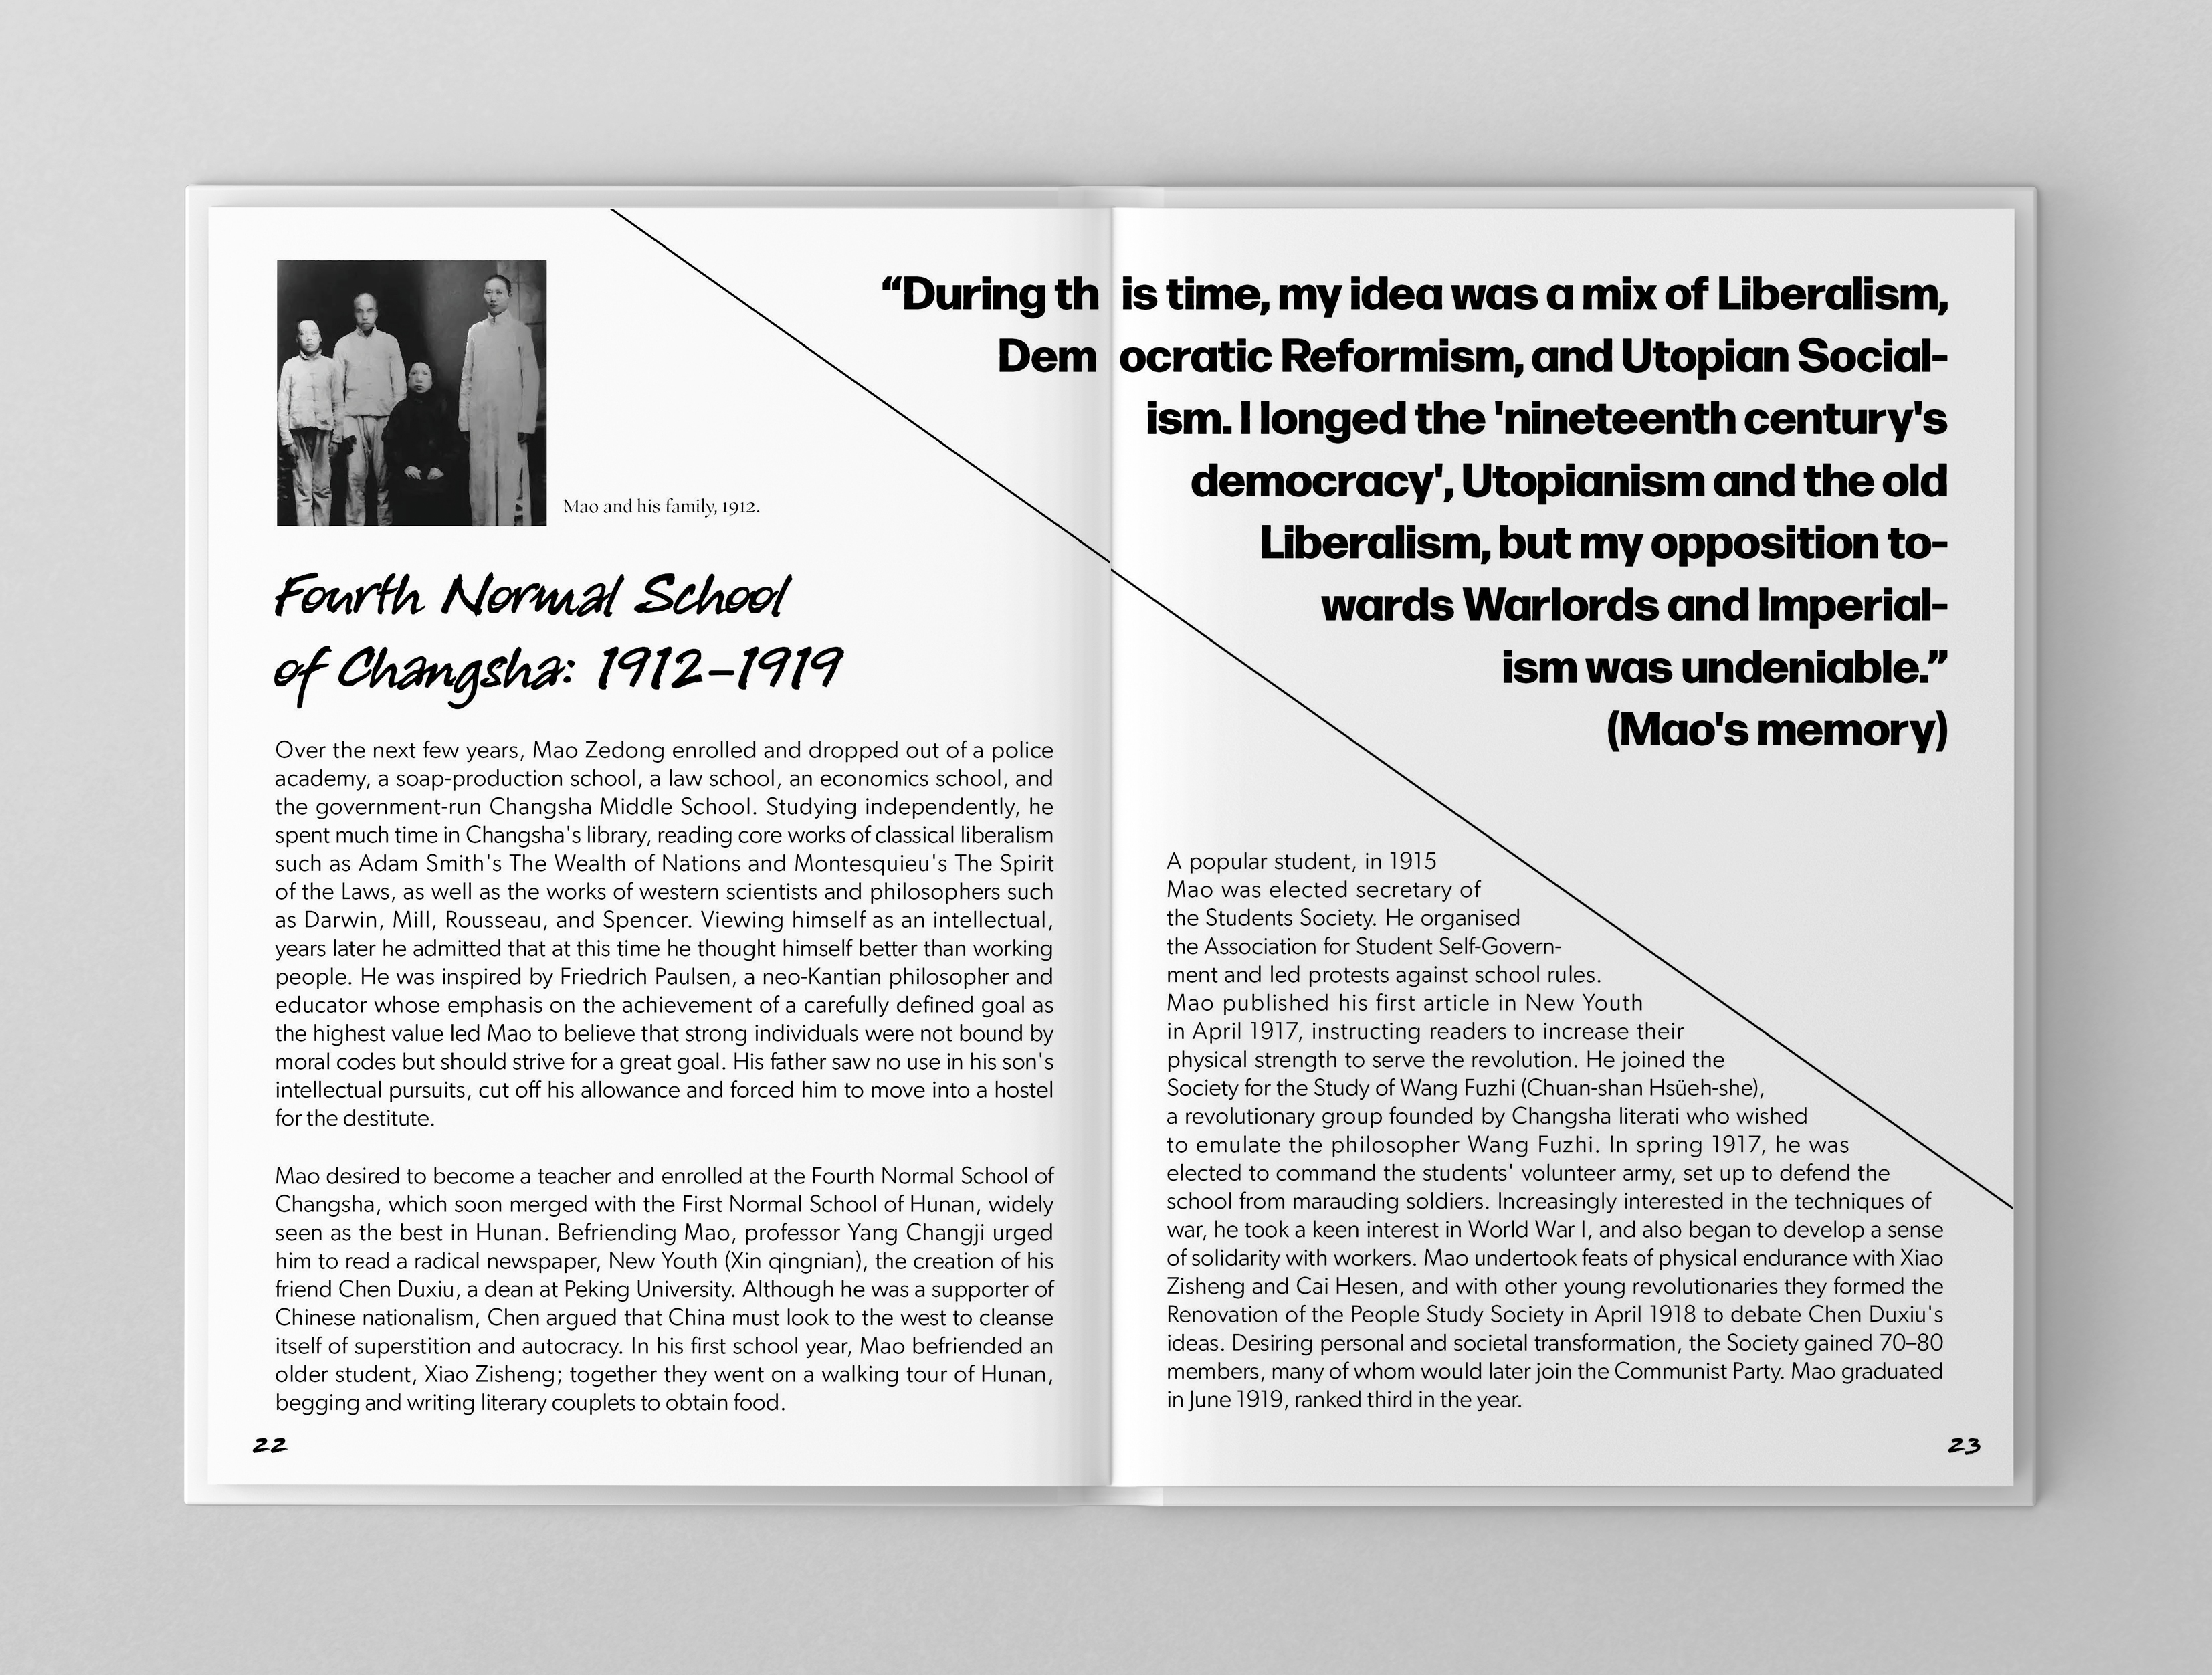 Mao and his family, 1912.
Fourth Normal School
of Changsha: 1912–1919
Over the next few years, Mao Zedong enrolled and dropped out of a police
academy, a soap-production school, a law school, an economics school, and
the government-run Changsha Middle School. Studying independently, he
spent much time in Changsha's library, reading core works of classical liberalism
such as Adam Smith's The Wealth of Nations and Montesquieu's The Spirit
of the Laws, as well as the works of western scientists and philosophers such
as Darwin, Mill, Rousseau, and Spencer. Viewing himself as an intellectual,
years later he admitted that at this time he thought himself better than working
people. He was inspired by Friedrich Paulsen, a neo-Kantian philosopher and
educator whose emphasis on the achievement of a carefully defined goal as
the highest value led Mao to believe that strong individuals were not bound by
moral codes but should strive for a great goal. His father saw no use in his son's
intellectual pursuits, cut off his allowance and forced him to move into a hostel
for the destitute.
Mao desired to become a teacher and enrolled at the Fourth Normal School of
Changsha, which soon merged with the First Normal School of Hunan, widely
seen as the best in Hunan. Befriending Mao, professor Yang Changji urged
him to read a radical newspaper, New Youth (Xin qingnian), the creation of his
friend Chen Duxiu, a dean at Peking University. Although he was a supporter of
Chinese nationalism, Chen argued that China must look to the west to cleanse
itself of superstition and autocracy. In his first school year, Mao befriended an
older student, Xiao Zisheng; together they went on a walking tour of Hunan,
begging and writing literary couplets to obtain food.
22
“During this time, my idea was a mix of Liberalism,
Democratic Reformism, and Utopian Social-
ism. I longed the 'nineteenth century's
democracy', Utopianism and the old
Liberalism, but my opposition to-
wards Warlords and Imperial-
ism was undeniable.”
(Mao's memory)
A popular student, in 1915
Mao was elected secretary of
the Students Society. He organised
the Association for Student Self-Govern-
ment and led protests against school rules.
Mao published his first article in New Youth
in April 1917, instructing readers to increase their
physical strength to serve the revolution. He joined the
Society for the Study of Wang Fuzhi (Chuan-shan Hsüeh-she),
a revolutionary group founded by Changsha literati who wished
to emulate the philosopher Wang Fuzhi. In spring 1917, he was
elected to command the students' volunteer army, set up to defend the
school from marauding soldiers. Increasingly interested in the techniques of
war, he took a keen interest in World War I, and also began to develop a sense
of solidarity with workers. Mao undertook feats of physical endurance with Xiao
Zisheng and Cai Hesen, and with other young revolutionaries they formed the
Renovation of the People Study Society in April 1918 to debate Chen Duxiu's
ideas. Desiring personal and societal transformation, the Society gained 70–80
members, many of whom would later join the Communist Party. Mao graduated
in June 1919, ranked third in the year.
23